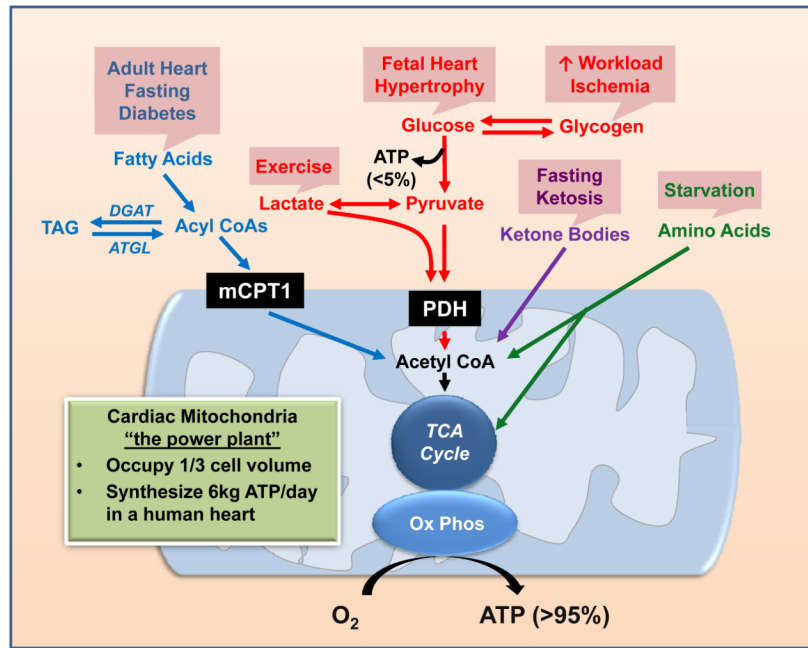 Adult Heart
Fasting
Diabetes
Fetal Heart
Hypertrophy
↑ Workload
Ischemia
Glucose
Glycogen
Fatty Acids
ATP
(<5%)
Exercise
Fasting
Ketosis
Starvation
Lactate
Pyruvate
TAG
DGAT
ATGL
Acyl CoAs
Ketone Bodies
Amino Acids
mCPT1
PDH
Acetyl CoA
Cardiac Mitochondria
“the power plant”
• Occupy 1/3 cell volume
• Synthesize 6kg ATP/day
in a human heart
TCA
Cycle
Ox Phos
O2
ATP (>95%)